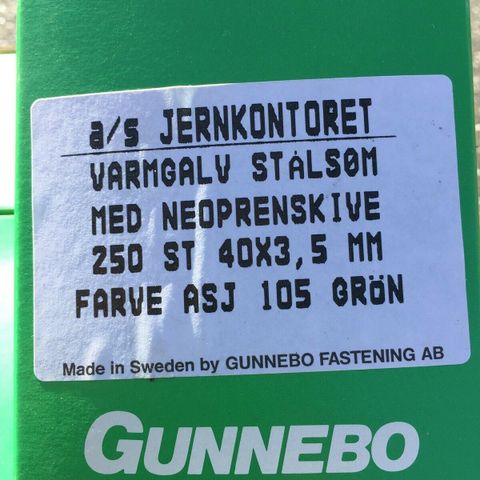 a/s JERNKONTORET
VARMGALV STÅLSØM
MED NEOPRENSKIVE
250 ST 40X3,5 MM
FARVE ASJ 105 GRÖN
Made in Sweden by GUNNEBO FASTENING AB
GUNNEBO